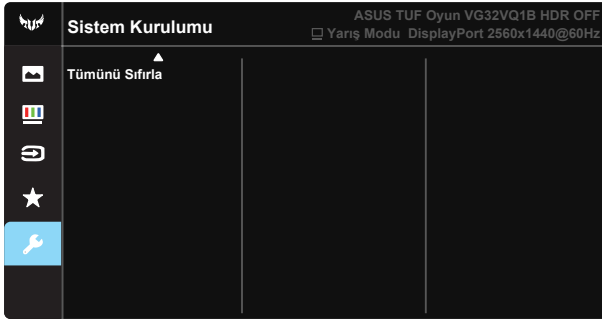 Sistem Kurulumu
ASUS TUF Oyun VG32VQ1B HDR OFF
Yarış Modu DisplayPort 2560x1440@60Hz
Tümünü Sıfırla